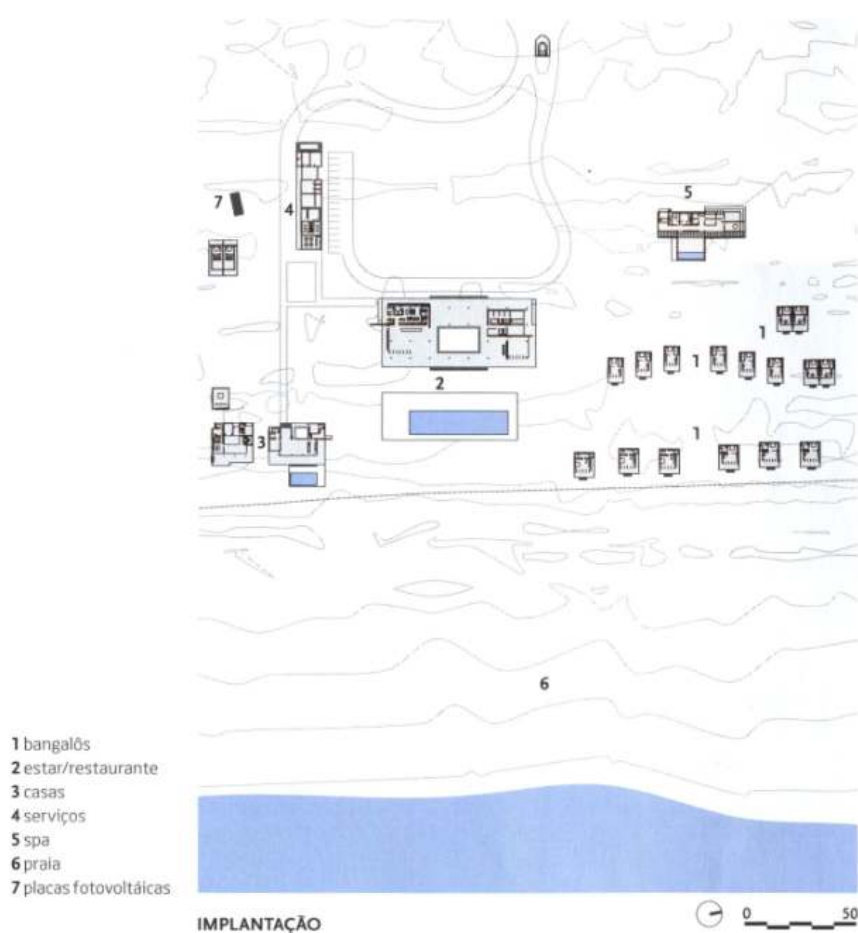 7
4
5
1
1
2
1
3
6
1 bangalôs
2 estar/restaurante
3 casas
4 serviços
5 spa
6 praia
7 placas fotovoltáicas
IMPLANTAÇÃO
0 50